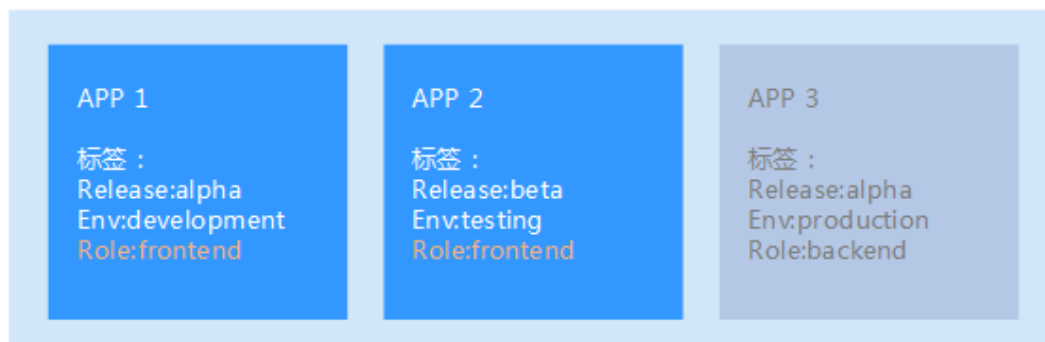 APP 1
标签：
Release:alpha
Env:development
Role:frontend
APP 2
标签：
Release:beta
Env:testing
Role:frontend
APP 3
标签：
Release:alpha
Env:production
Role:backend